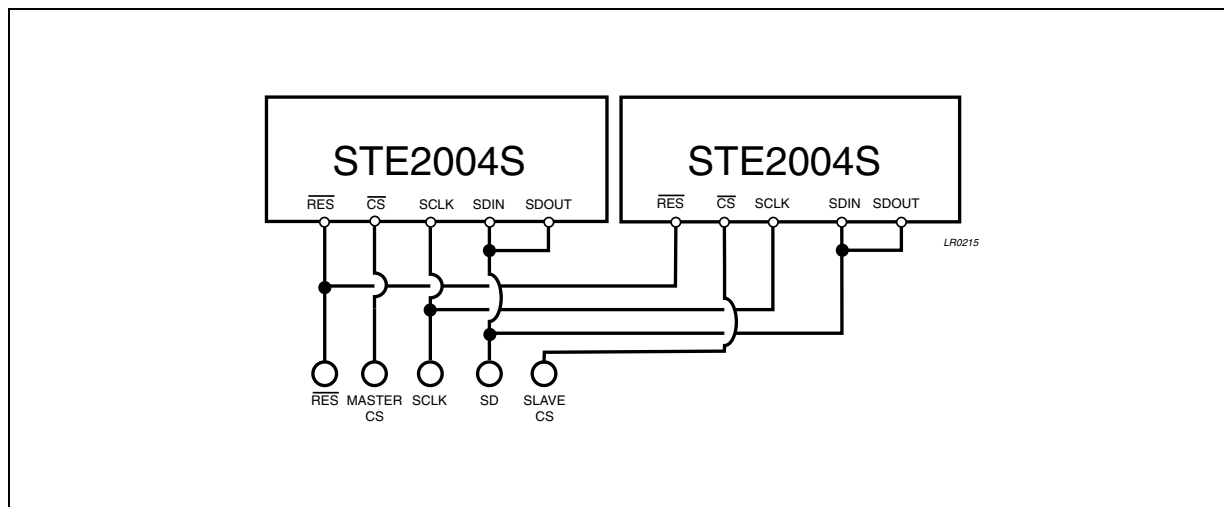 STE2004S STE2004S
RES CS SCLK SDIN SDOUT RES CS SCLK SDIN SDOUT
LR0215
RES MASTER CS SCLK SD SLAVE CS